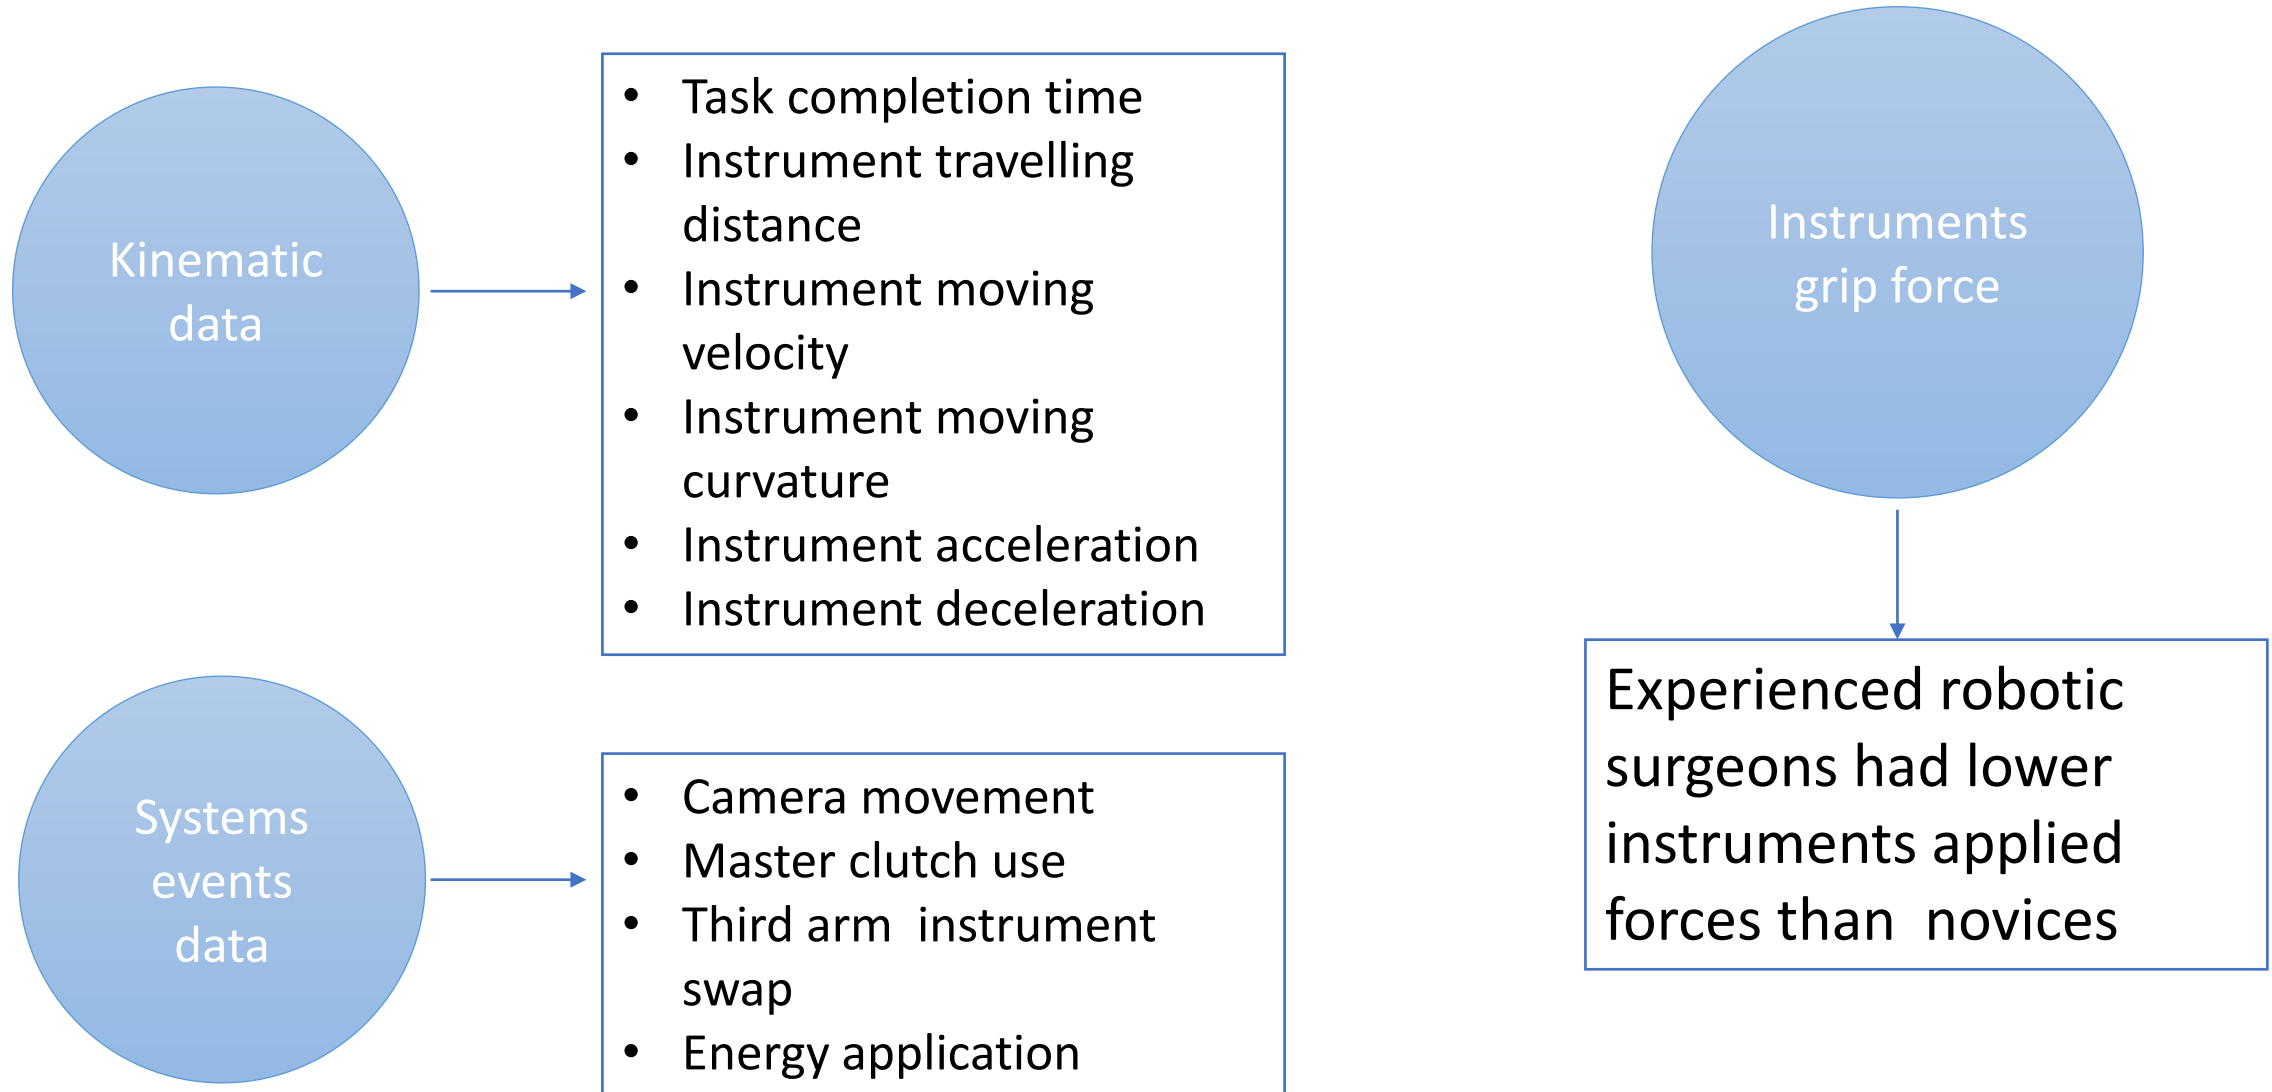 Kinematic
data
• Task completion time
• Instrument travelling
distance
• Instrument moving
velocity
• Instrument moving
curvature
• Instrument acceleration
• Instrument deceleration
Systems
events
data
• Camera movement
• Master clutch use
• Third arm  instrument
swap
• Energy application
Instruments
grip force
Experienced robotic
surgeons had lower
instruments applied
forces than  novices